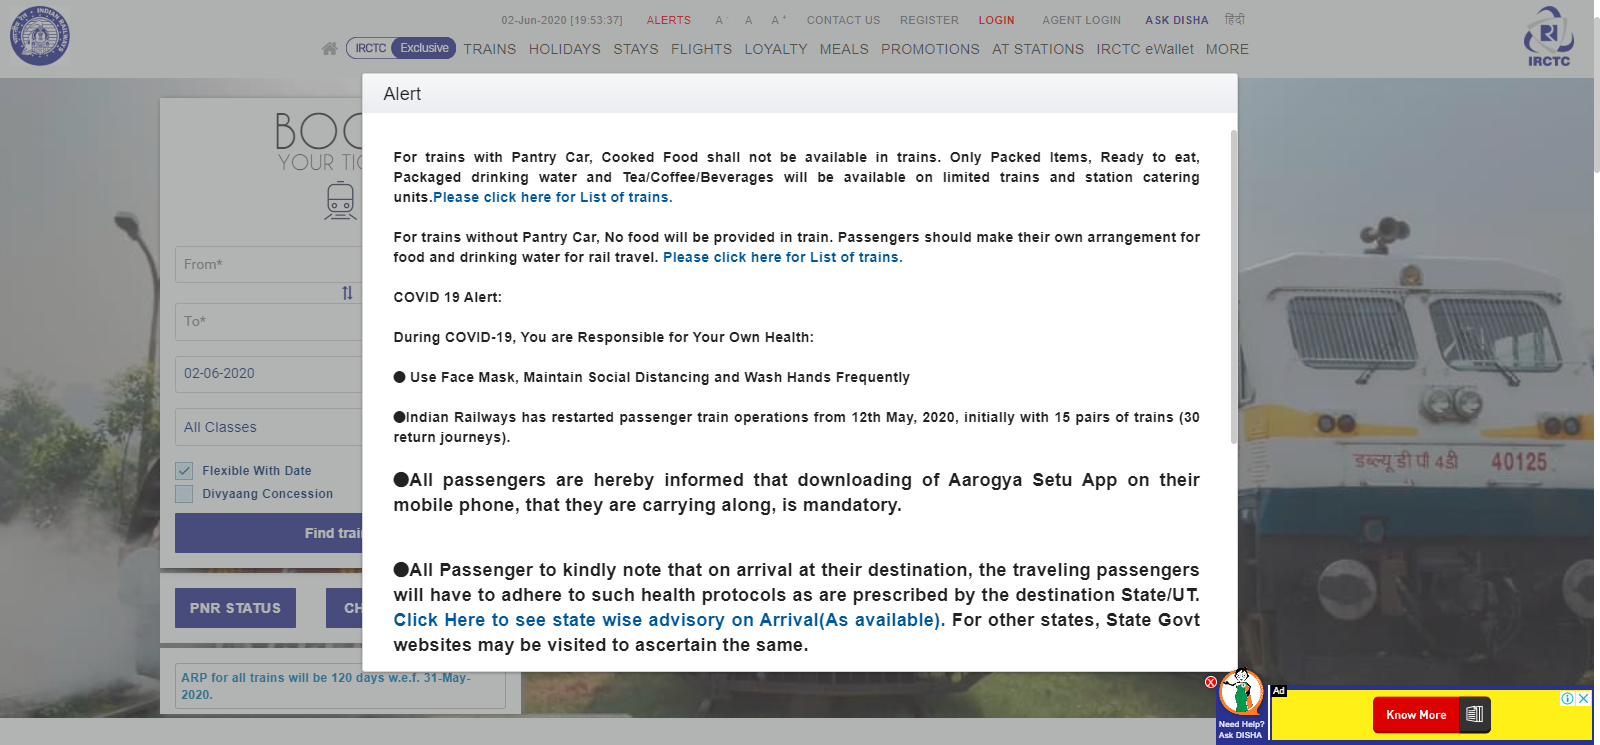 02-Jun-2020 [19:53:37] ALERTS A- A A+ CONTACT US REGISTER LOGIN AGENT LOGIN ASK DISHA हिंदी
IRCTC Exclusive TRAINS HOLIDAYS STAYS FLIGHTS LOYALTY MEALS PROMOTIONS AT STATIONS IRCTC eWallet MORE
INDIAN RAILWAYS
IRCTC
Alert
For trains with Pantry Car, Cooked Food shall not be available in trains. Only Packed Items, Ready to eat,
Packaged drinking water and Tea/Coffee/Beverages will be available on limited trains and station catering
units.Please click here for List of trains.
For trains without Pantry Car, No food will be provided in train. Passengers should make their own arrangement for
food and drinking water for rail travel. Please click here for List of trains.
COVID 19 Alert:
During COVID-19, You are Responsible for Your Own Health:
● Use Face Mask, Maintain Social Distancing and Wash Hands Frequently
●Indian Railways has restarted passenger train operations from 12th May, 2020, initially with 15 pairs of trains (30
return journeys).
●All passengers are hereby informed that downloading of Aarogya Setu App on their
mobile phone, that they are carrying along, is mandatory.
●All Passenger to kindly note that on arrival at their destination, the traveling passengers
will have to adhere to such health protocols as are prescribed by the destination State/UT.
Click Here to see state wise advisory on Arrival(As available). For other states, State Govt
websites may be visited to ascertain the same.
BOO
YOUR TIC
From*
To*
02-06-2020
All Classes
Flexible With Date
Divyaang Concession
Find trai
PNR STATUS
CH
ARP for all trains will be 120 days w.e.f. 31-May-
2020.
डब्ल्यू डी पी 4डी 40125
Need Help?
Ask DISHA
Ad
Know More